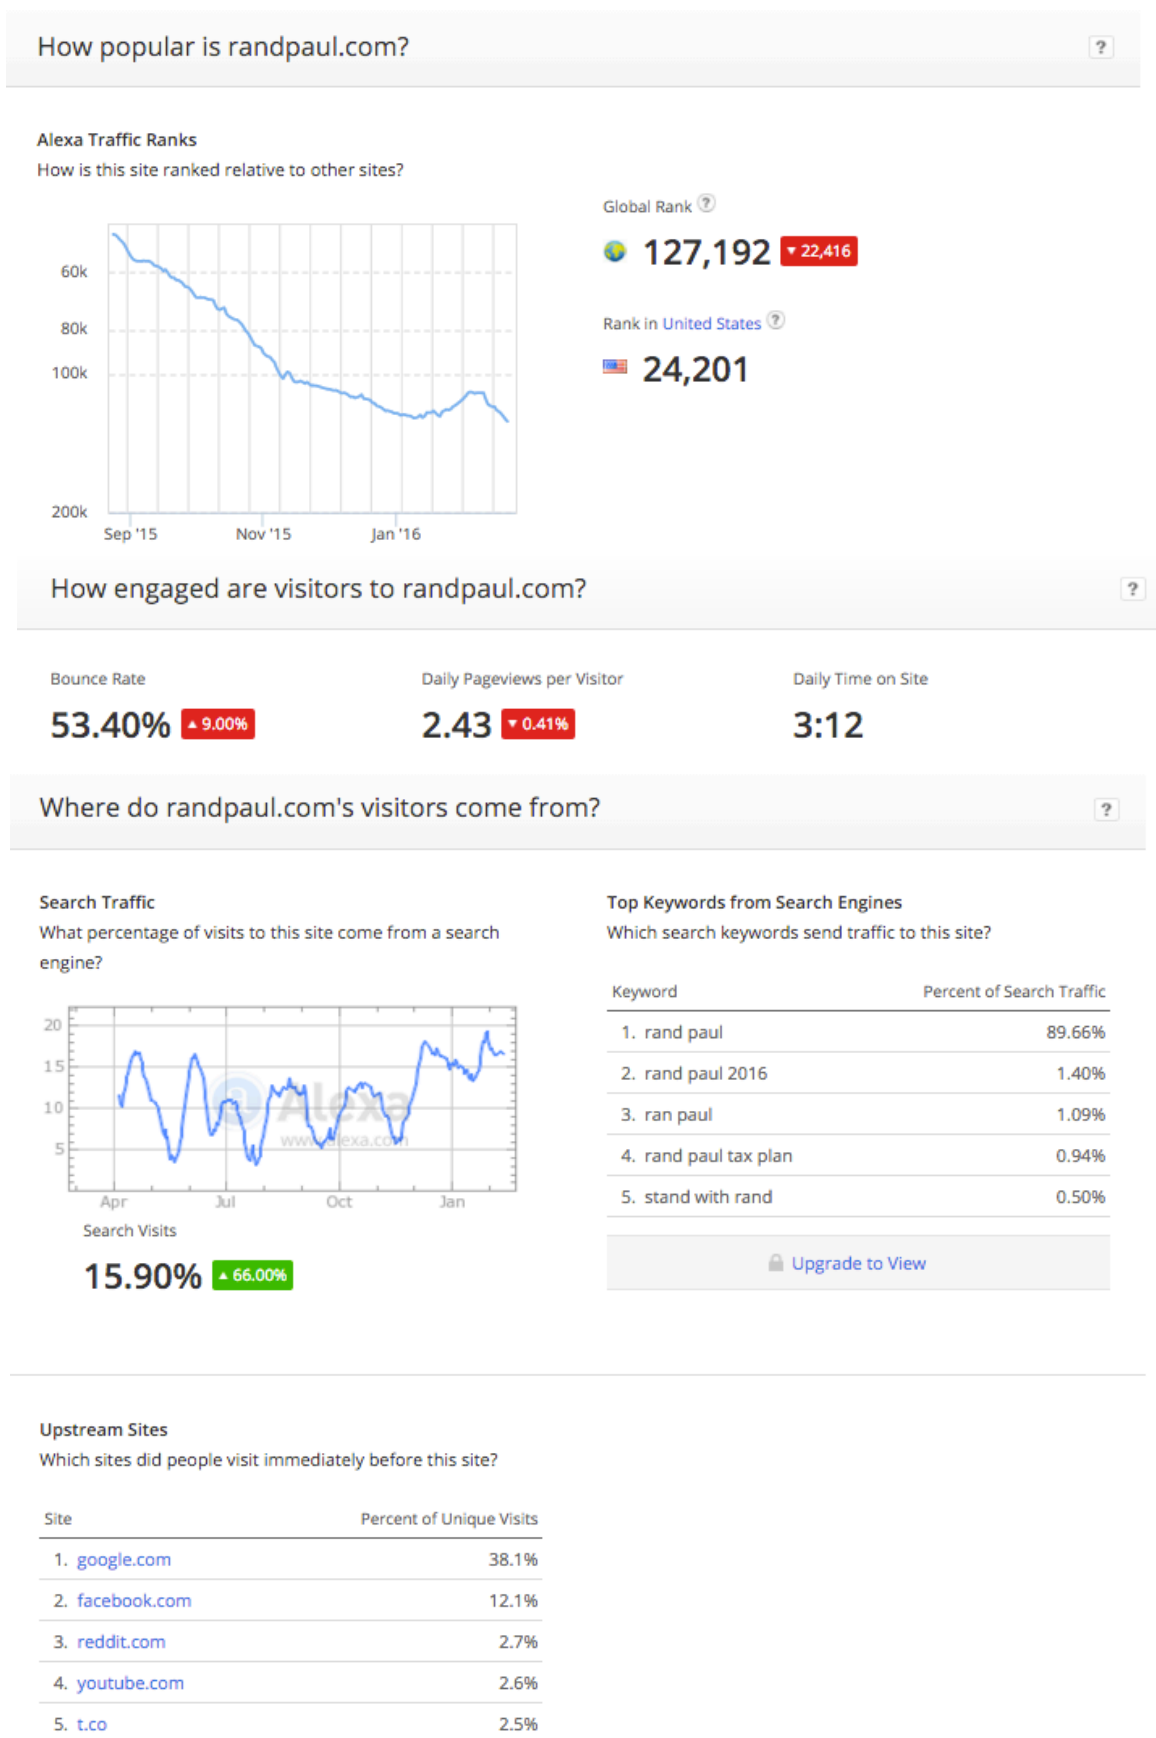 How popular is randpaul.com?
?
Alexa Traffic Ranks
How is this site ranked relative to other sites?
60k
80k
100k
200k
Sep '15
Nov '15
Jan '16
Global Rank ?
127,192 ▼ 22,416
Rank in United States ?
24,201
How engaged are visitors to randpaul.com?
?
Bounce Rate
53.40% ▲ 9.00%
Daily Pageviews per Visitor
2.43 ▼ 0.41%
Daily Time on Site
3:12
Where do randpaul.com's visitors come from?
?
Search Traffic
What percentage of visits to this site come from a search
engine?
20
15
10
5
Alexa
www.alexa.com
Apr
Jul
Oct
Jan
Search Visits
15.90% ▲ 66.00%
Top Keywords from Search Engines
Which search keywords send traffic to this site?
Keyword Percent of Search Traffic
1. rand paul 89.66%
2. rand paul 2016 1.40%
3. ran paul 1.09%
4. rand paul tax plan 0.94%
5. stand with rand 0.50%
Upgrade to View
Upstream Sites
Which sites did people visit immediately before this site?
Site Percent of Unique Visits
1. google.com 38.1%
2. facebook.com 12.1%
3. reddit.com 2.7%
4. youtube.com 2.6%
5. t.co 2.5%